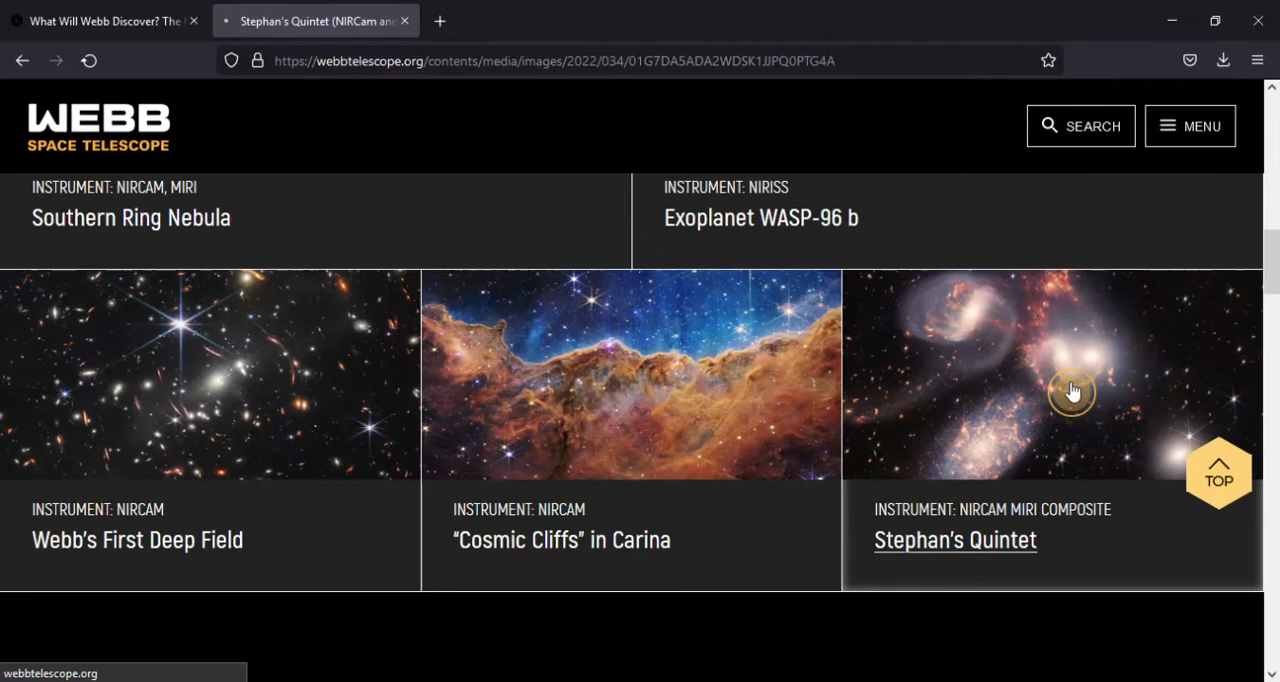 What Will Webb Discover? The
Stephan's Quintet (NIRCam and
https://webbtelescope.org/contents/media/images/2022/034/01G7DA5ADA2WDSK1JJPQ0PTG4A
WEBB
SPACE TELESCOPE
SEARCH
MENU
INSTRUMENT: NIRCAM, MIRI
Southern Ring Nebula
INSTRUMENT: NIRISS
Exoplanet WASP-96 b
INSTRUMENT: NIRCAM
Webb's First Deep Field
INSTRUMENT: NIRCAM
“Cosmic Cliffs” in Carina
INSTRUMENT: NIRCAM MIRI COMPOSITE
Stephan's Quintet
TOP
webbtelescope.org